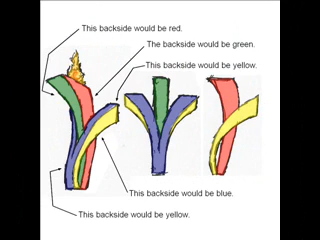 This backside would be red.
The backside would be green.
This backside would be yellow.
This backside would be blue.
This backside would be yellow.